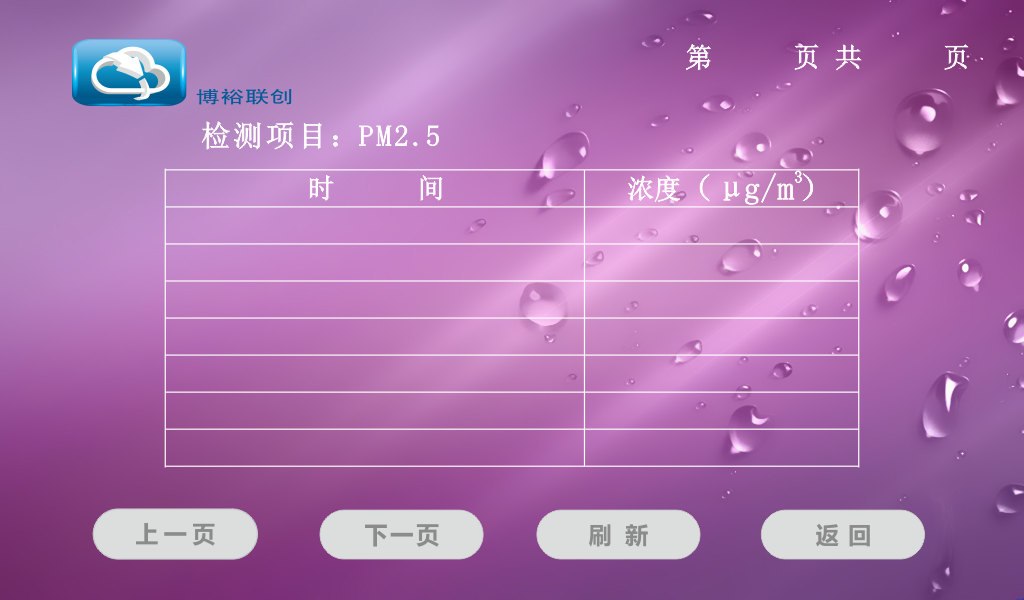 第 页 共 页
博裕联创
检测项目：PM2.5
时 间 浓度（μg/m³）
上一页 下一页 刷 新 返 回